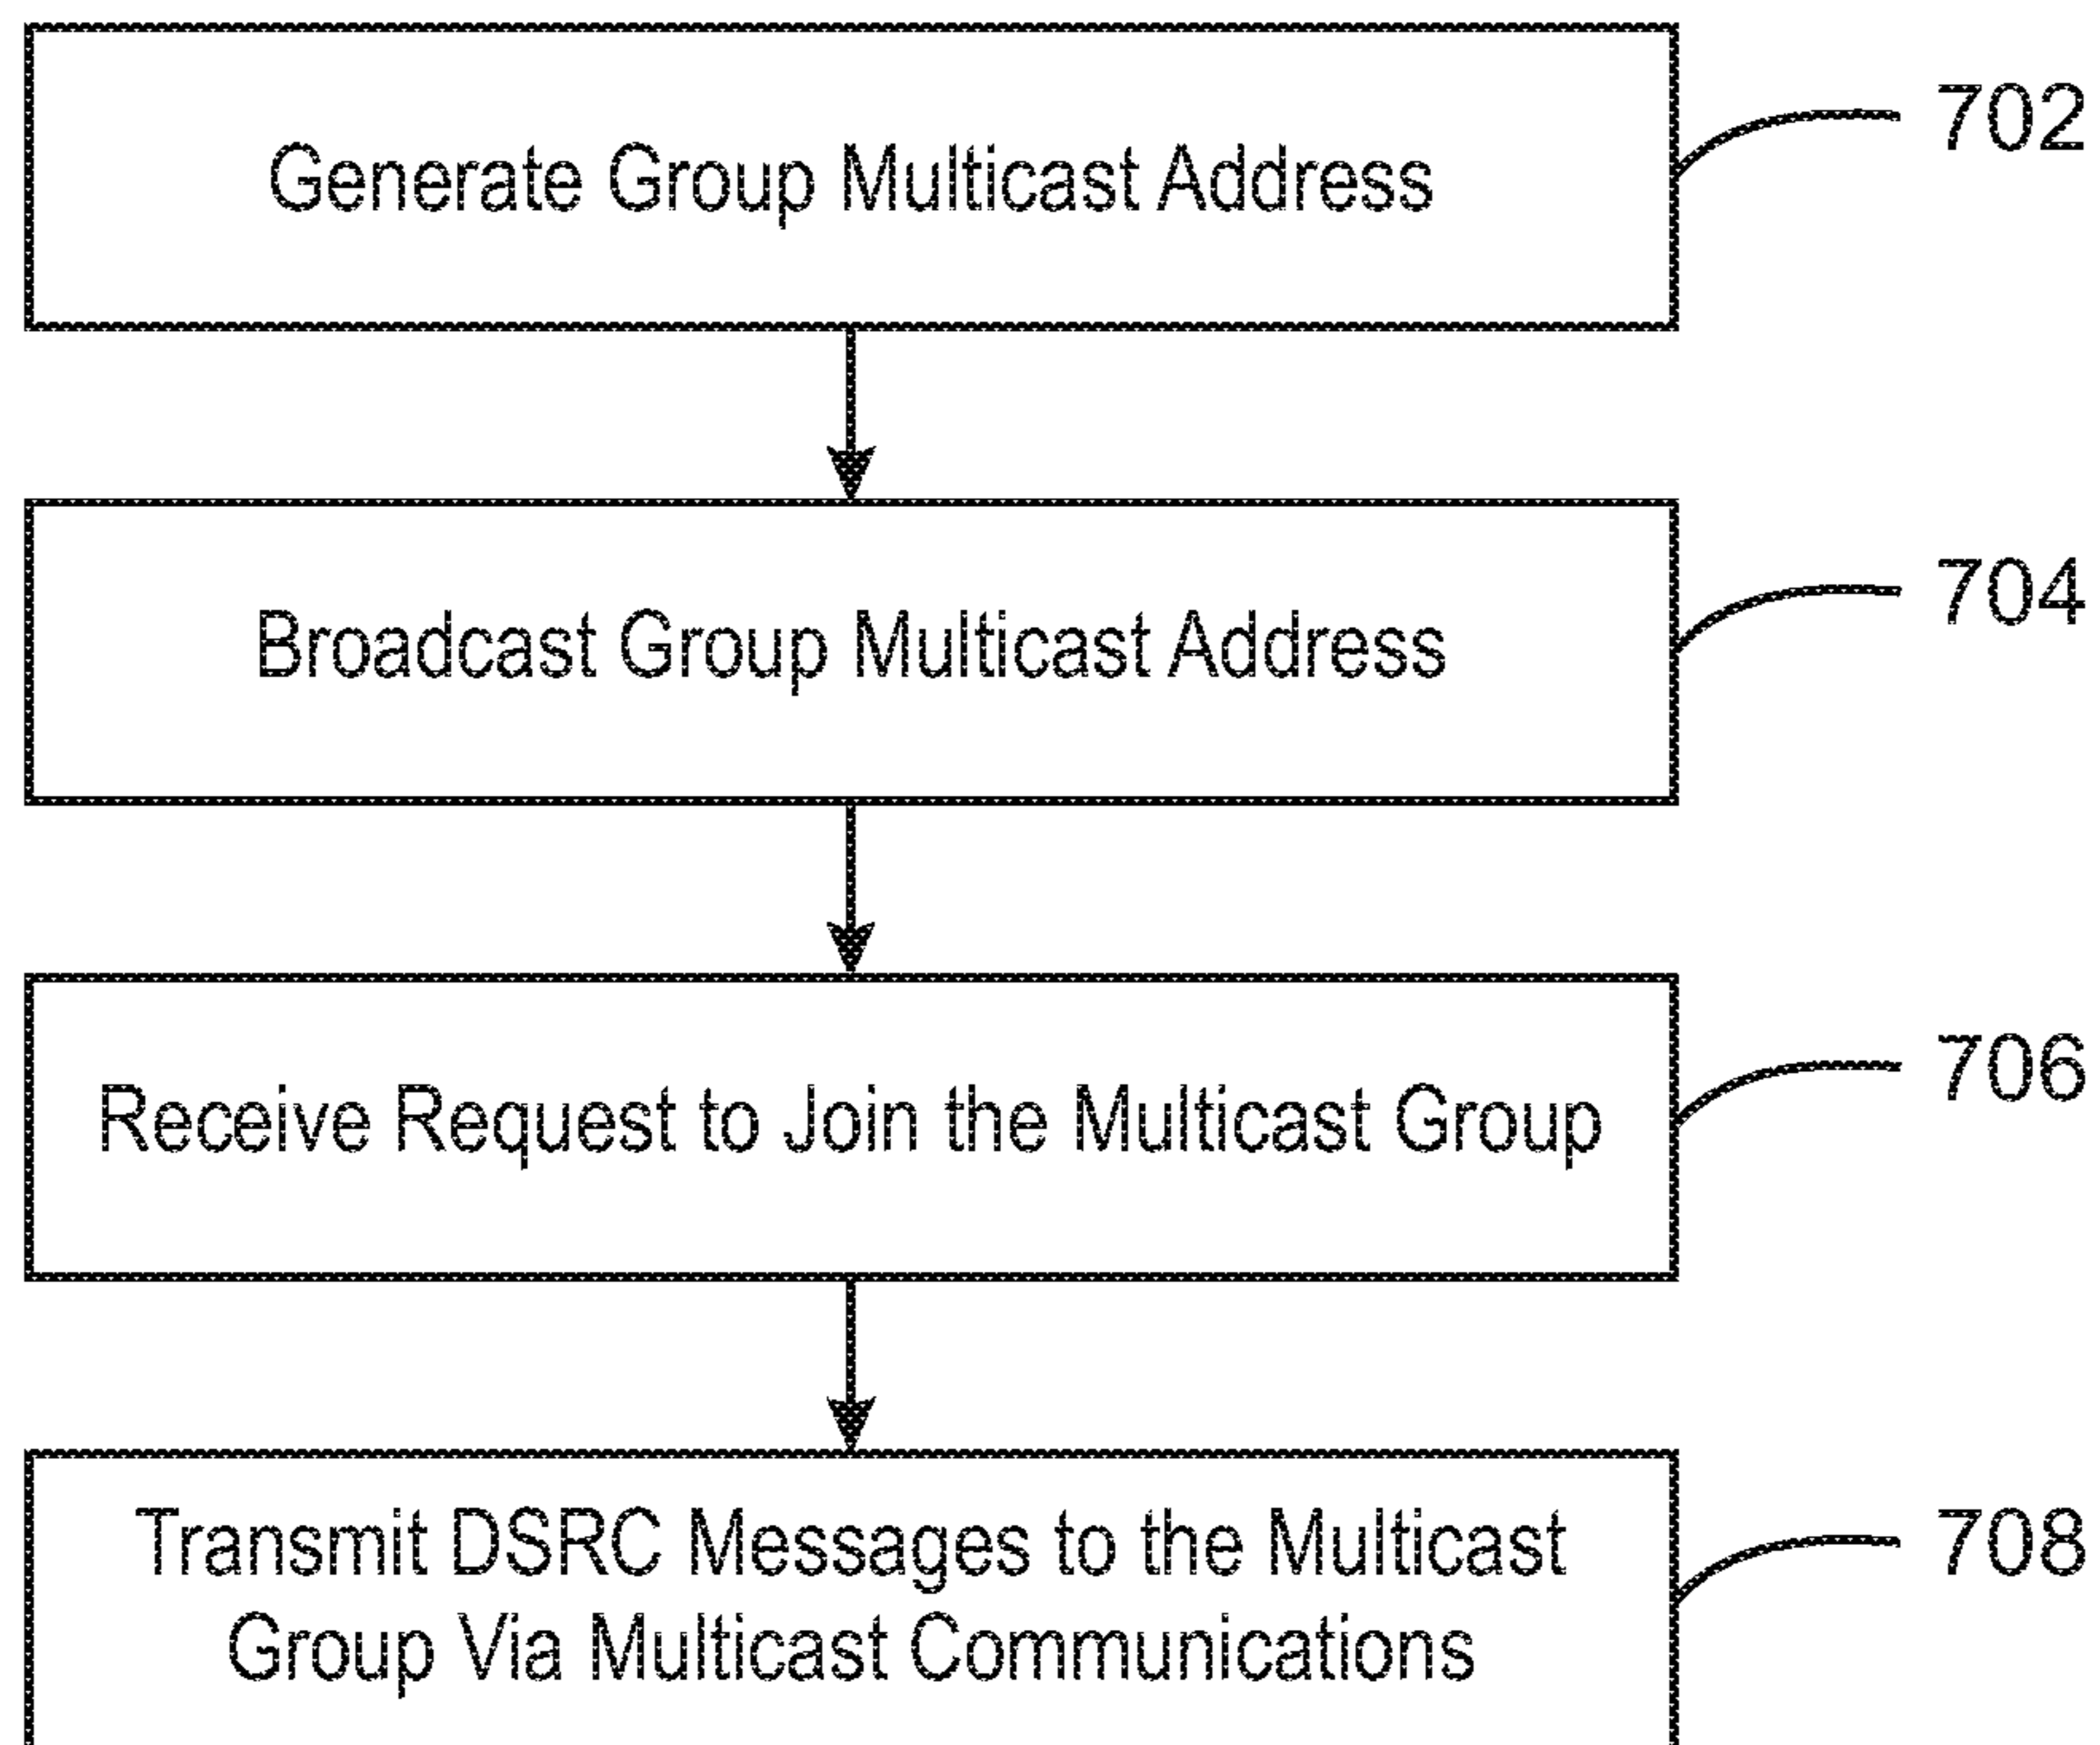 Generate Group Multicast Address
702
Broadcast Group Multicast Address
704
Receive Request to Join the Multicast Group
706
Transmit DSRC Messages to the Multicast
Group Via Multicast Communications
708